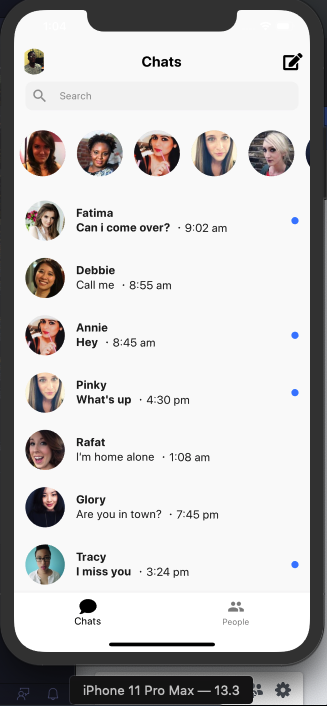 Chats
Search
Fatima
Can i come over? · 9:02 am
Debbie
Call me · 8:55 am
Annie
Hey · 8:45 am
Pinky
What's up · 4:30 pm
Rafat
I'm home alone · 1:08 am
Glory
Are you in town? · 7:45 pm
Tracy
I miss you · 3:24 pm
Chats
People
iPhone 11 Pro Max — 13.3